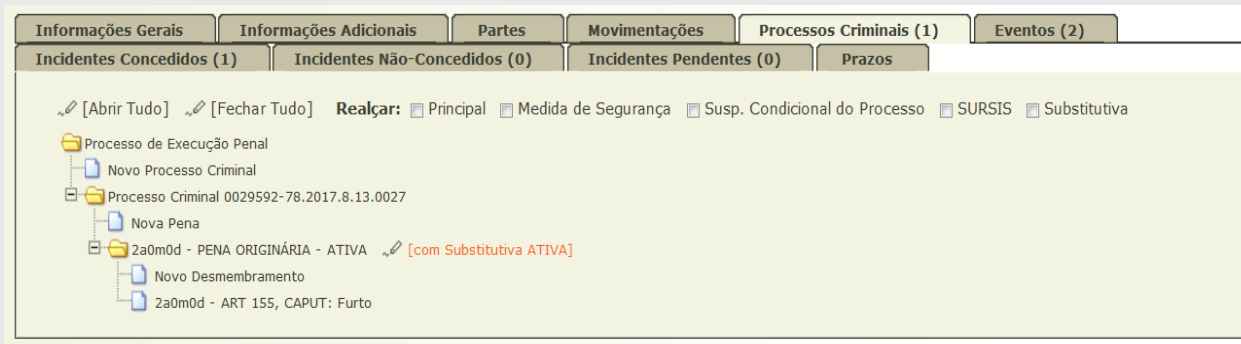 Informações Gerais Informações Adicionais Partes Movimentações Processos Criminais (1) Eventos (2)
Incidentes Concedidos (1) Incidentes Não-Concedidos (0) Incidentes Pendentes (0) Prazos
[Abrir Tudo] [Fechar Tudo] Realçar: Principal Medida de Segurança Susp. Condicional do Processo SURSIS Substitutiva
Processo de Execução Penal
Novo Processo Criminal
Processo Criminal 0029592-78.2017.8.13.0027
Nova Pena
2a0m0d - PENA ORIGINÁRIA - ATIVA [com Substitutiva ATIVA]
Novo Desmembramento
2a0m0d - ART 155, CAPUT: Furto